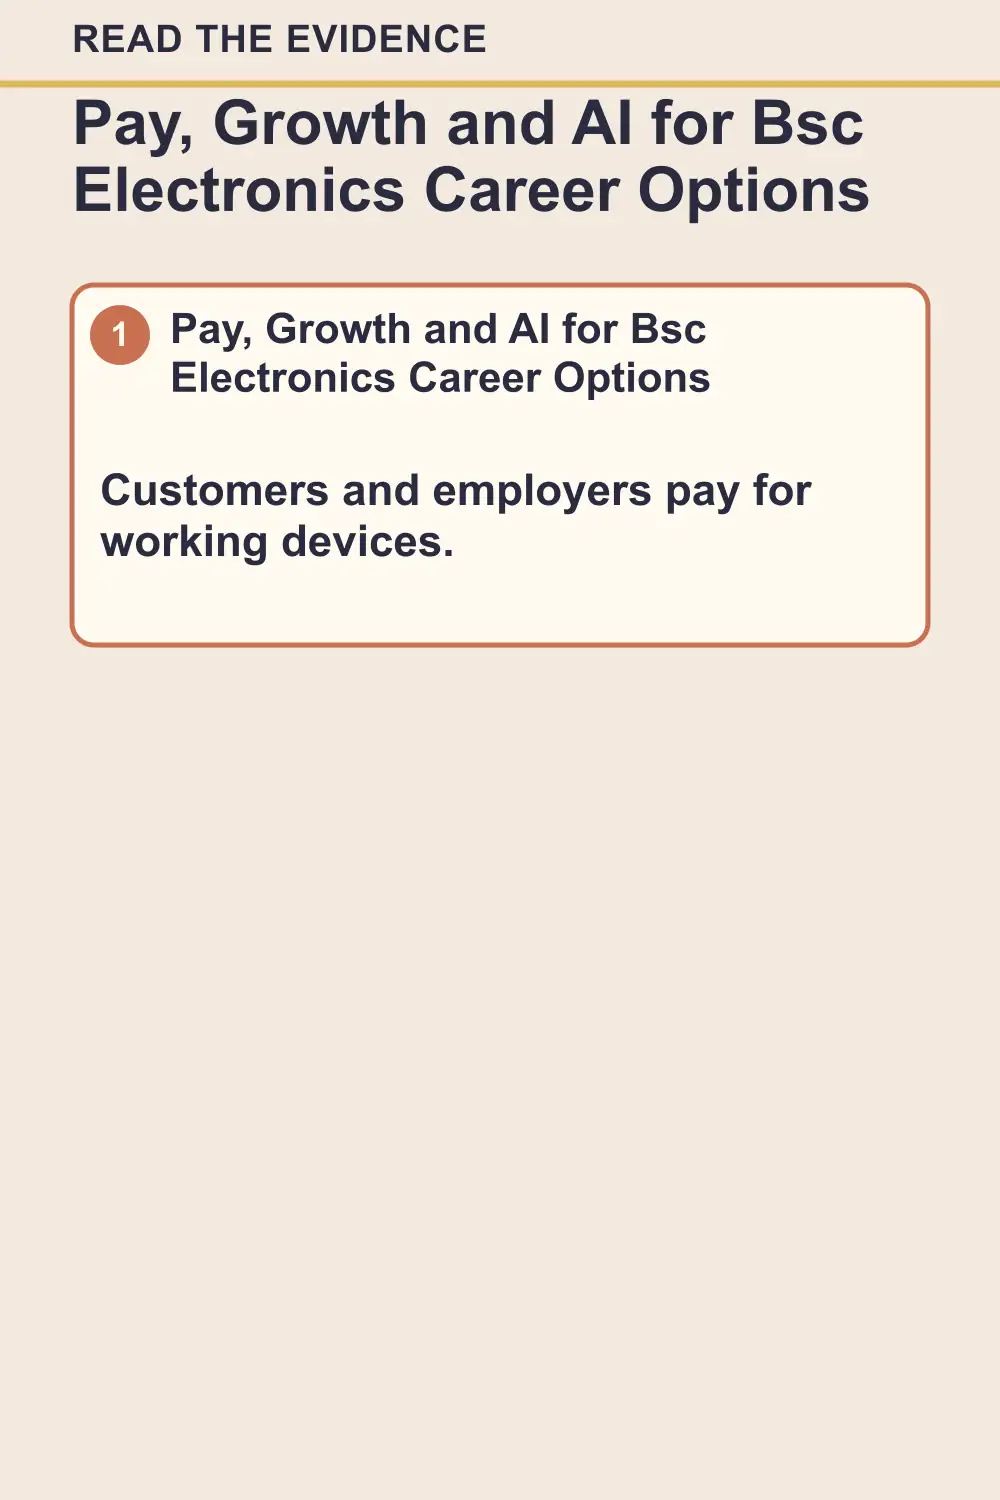 READ THE EVIDENCE
Pay, Growth and AI for Bsc
Electronics Career Options
1
Pay, Growth and AI for Bsc
Electronics Career Options
Customers and employers pay for
working devices.